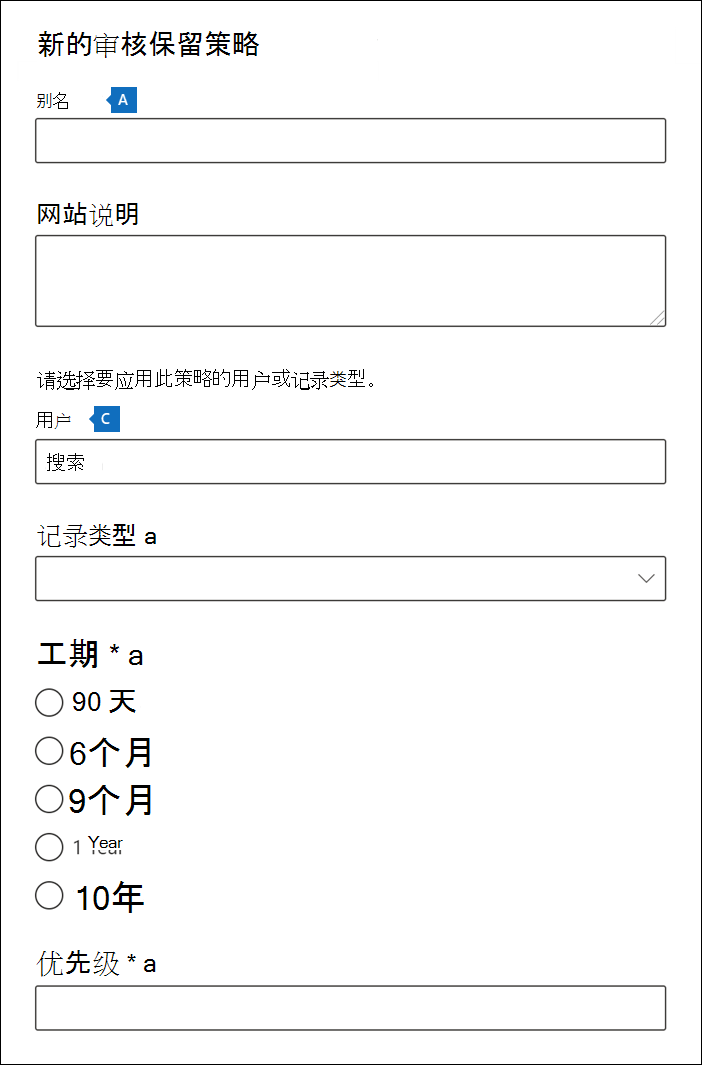 新的审核保留策略
别名 A
网站说明
请选择要应用此策略的用户或记录类型。
用户 C
搜索
记录类型 a
工期 * a
90 天
6个月
9个月
1 Year
10年
优先级 * a